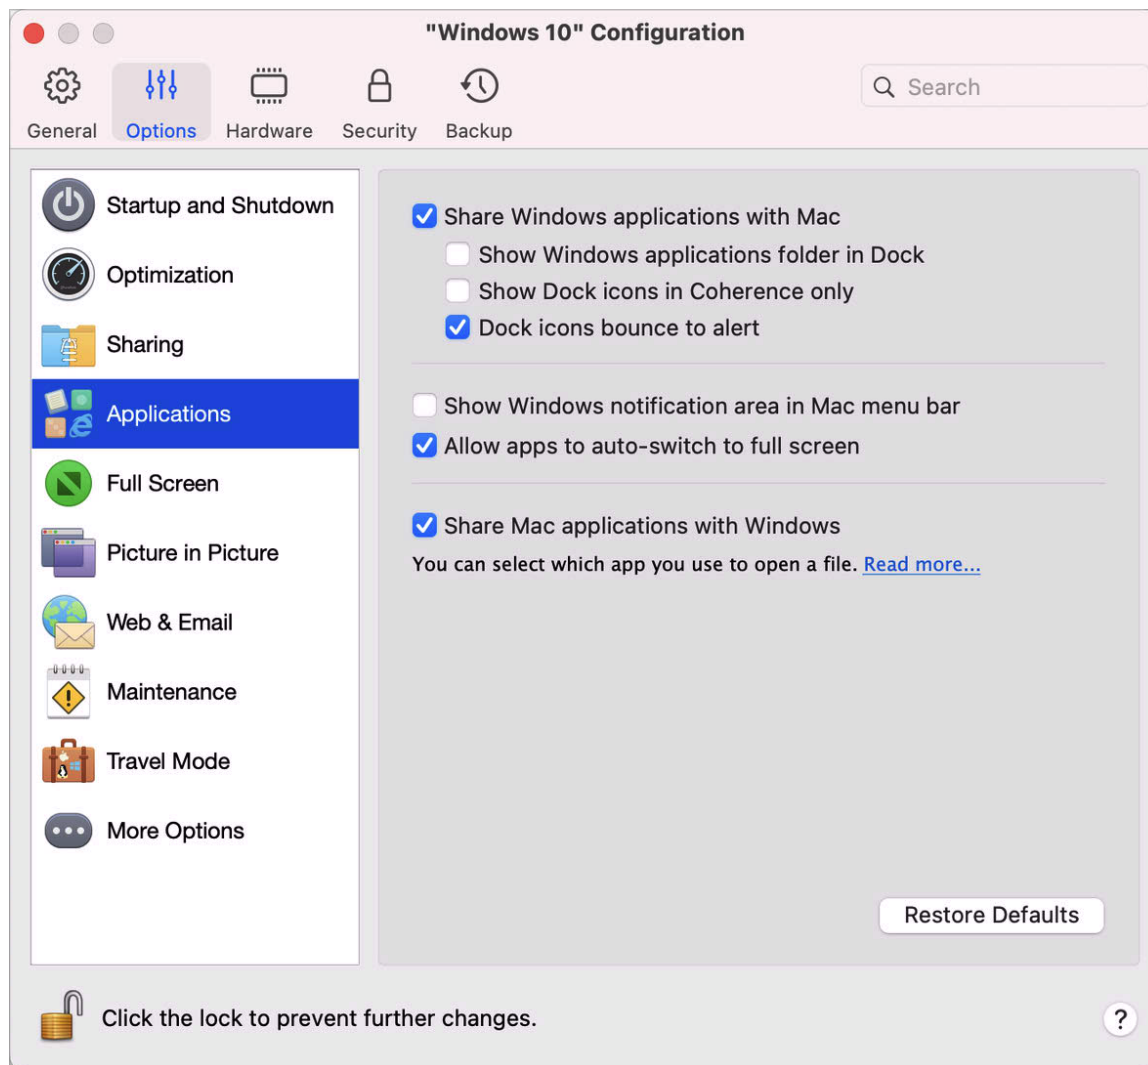 "Windows 10" Configuration
General
Options
Hardware
Security
Backup
Search
Startup and Shutdown
Optimization
Sharing
Applications
Full Screen
Picture in Picture
Web & Email
Maintenance
Travel Mode
More Options
Share Windows applications with Mac
Show Windows applications folder in Dock
Show Dock icons in Coherence only
Dock icons bounce to alert
Show Windows notification area in Mac menu bar
Allow apps to auto-switch to full screen
Share Mac applications with Windows
You can select which app you use to open a file. Read more...
Restore Defaults
Click the lock to prevent further changes.
?